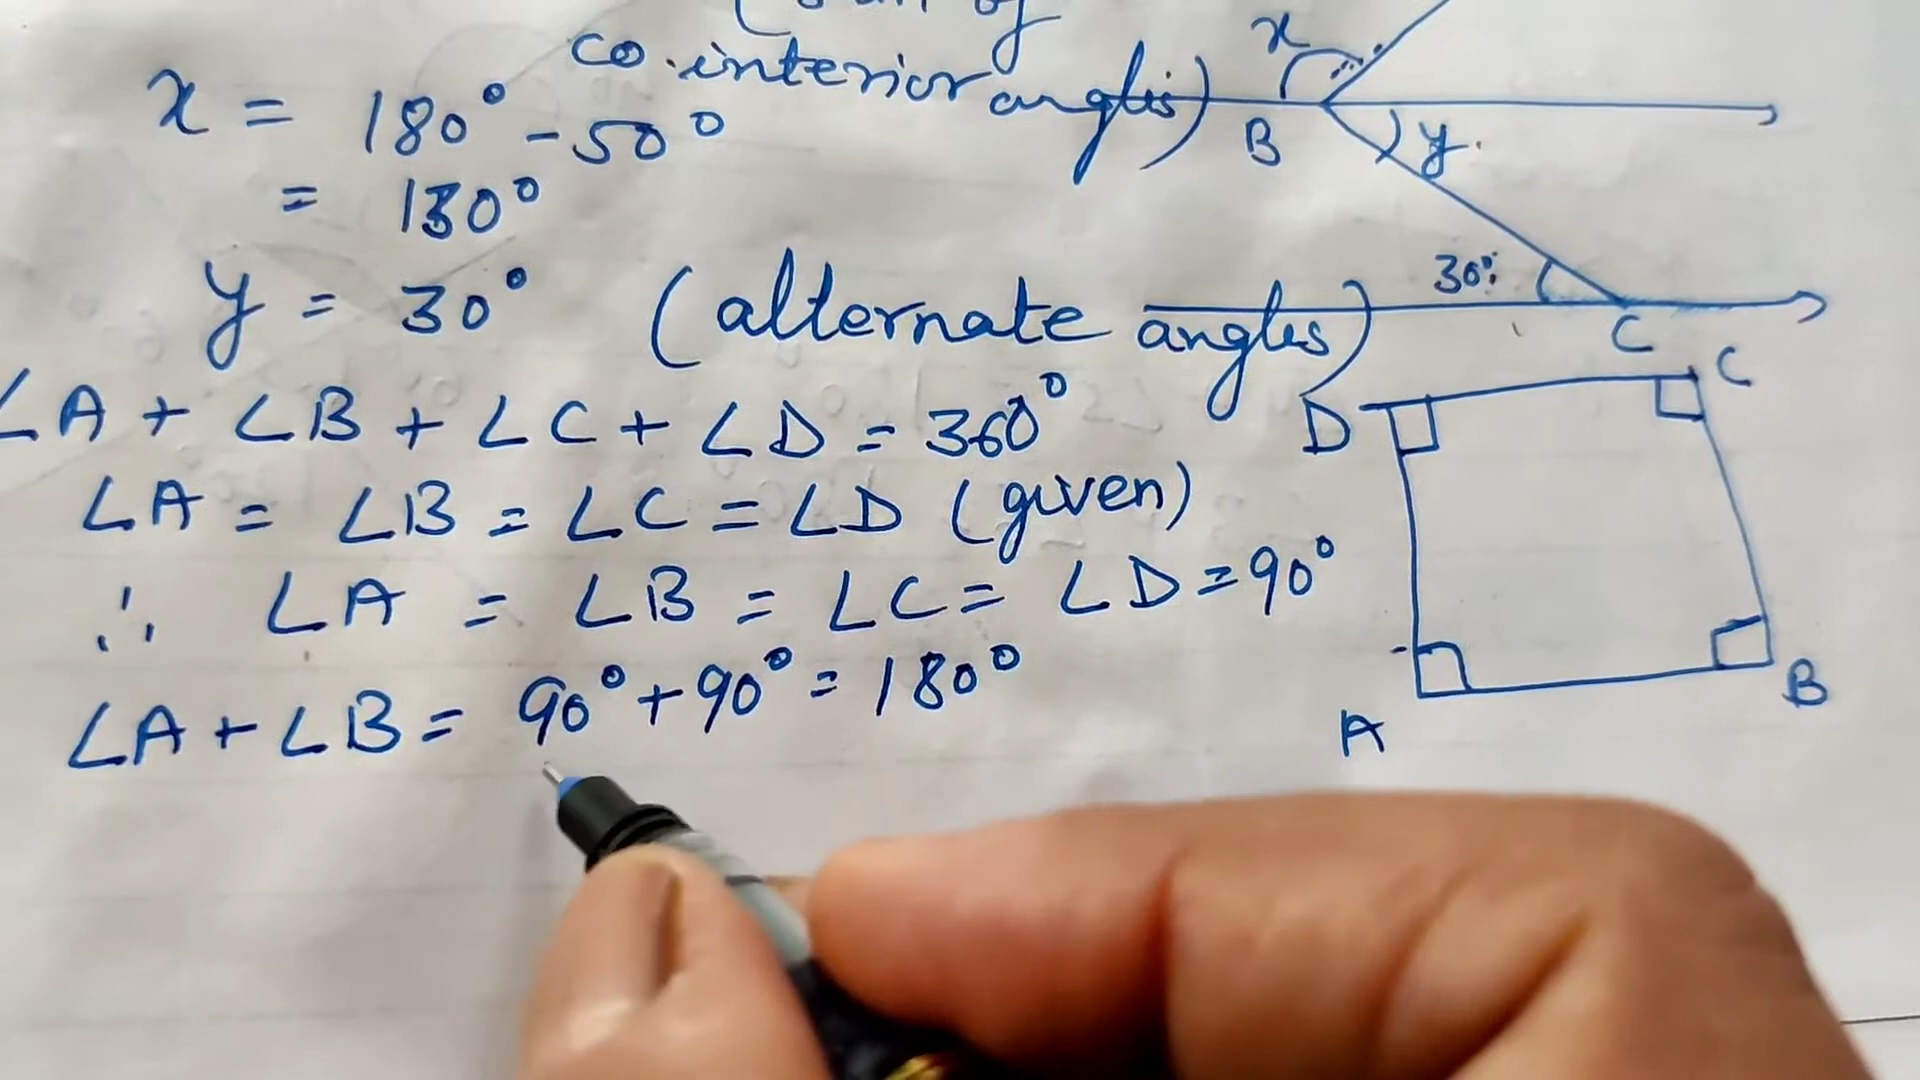 co.interior angles)
x = 180° - 50°
= 130°
y = 30° (alternate angles)
∠A + ∠B + ∠C + ∠D = 360°
∠A = ∠B = ∠C = ∠D (given)
∴ ∠A = ∠B = ∠C = ∠D = 90°
∠A + ∠B = 90° + 90° = 180°
x
B
y
30°
C
D
C
A
B